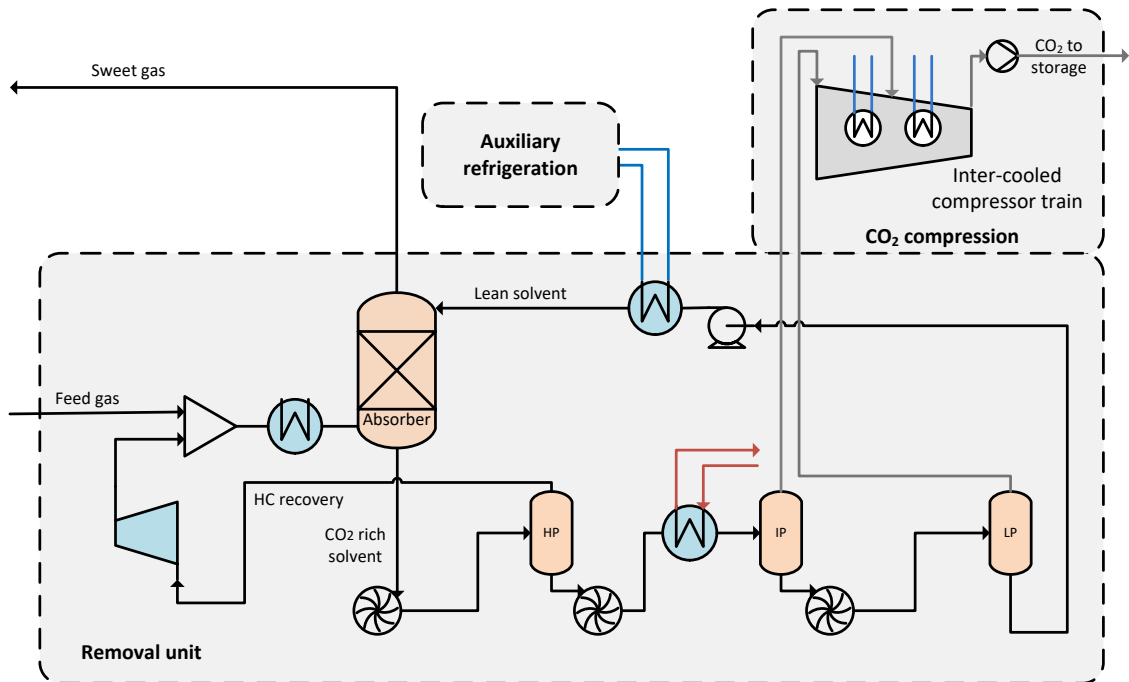 Sweet gas
CO₂ to
storage
Auxiliary
refrigeration
Inter-cooled
compressor train
CO₂ compression
Lean solvent
Feed gas
Absorber
HC recovery
CO₂ rich
solvent
HP
IP
LP
Removal unit